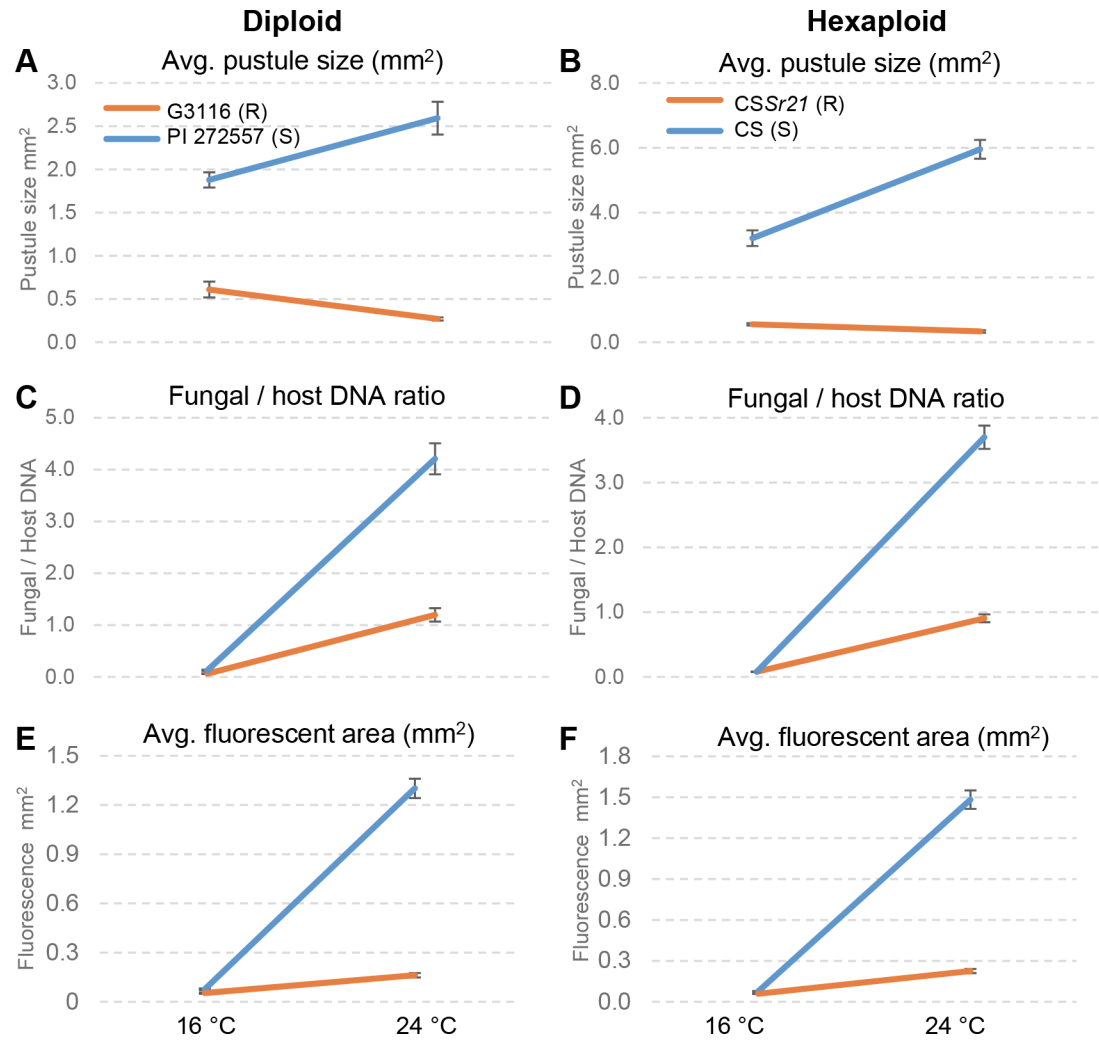 Diploid
Hexaploid
A
Avg. pustule size (mm²)
Pustule size mm²
3.0
2.5
2.0
1.5
1.0
0.5
0.0
G3116 (R)
PI 272557 (S)
B
Avg. pustule size (mm²)
Pustule size mm²
8.0
6.0
4.0
2.0
0.0
CSSr21 (R)
CS (S)
C
Fungal / host DNA ratio
Fungal / Host DNA
5.0
4.0
3.0
2.0
1.0
0.0
D
Fungal / host DNA ratio
Fungal / Host DNA
4.0
3.0
2.0
1.0
0.0
E
Avg. fluorescent area (mm²)
Fluorescence mm²
1.5
1.2
0.9
0.6
0.3
0
16 °C
24 °C
F
Avg. fluorescent area (mm²)
Fluorescence mm²
1.8
1.5
1.2
0.9
0.6
0.3
0.0
16 °C
24 °C